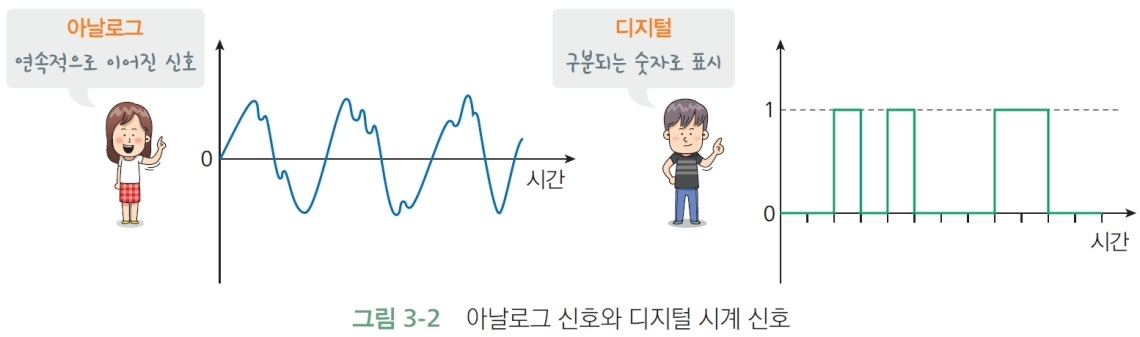 아날로그
연속적으로 이어진 신호
0
시간
디지털
구분되는 숫자로 표시
1
0
시간
그림 3-2 아날로그 신호와 디지털 시계 신호